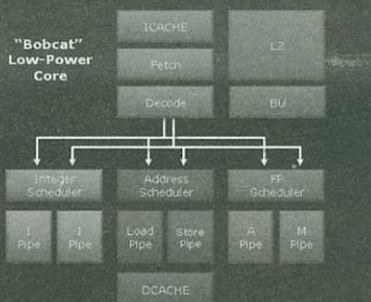 "Bobcat"
Low-Power
Core
ICACHE
Fetch
Decode
L2
BU
Integer
Scheduler
Address
Scheduler
FP
Scheduler
I
Pipe
I
Pipe
Load
Pipe
Store
Pipe
A
Pipe
M
Pipe
DCACHE